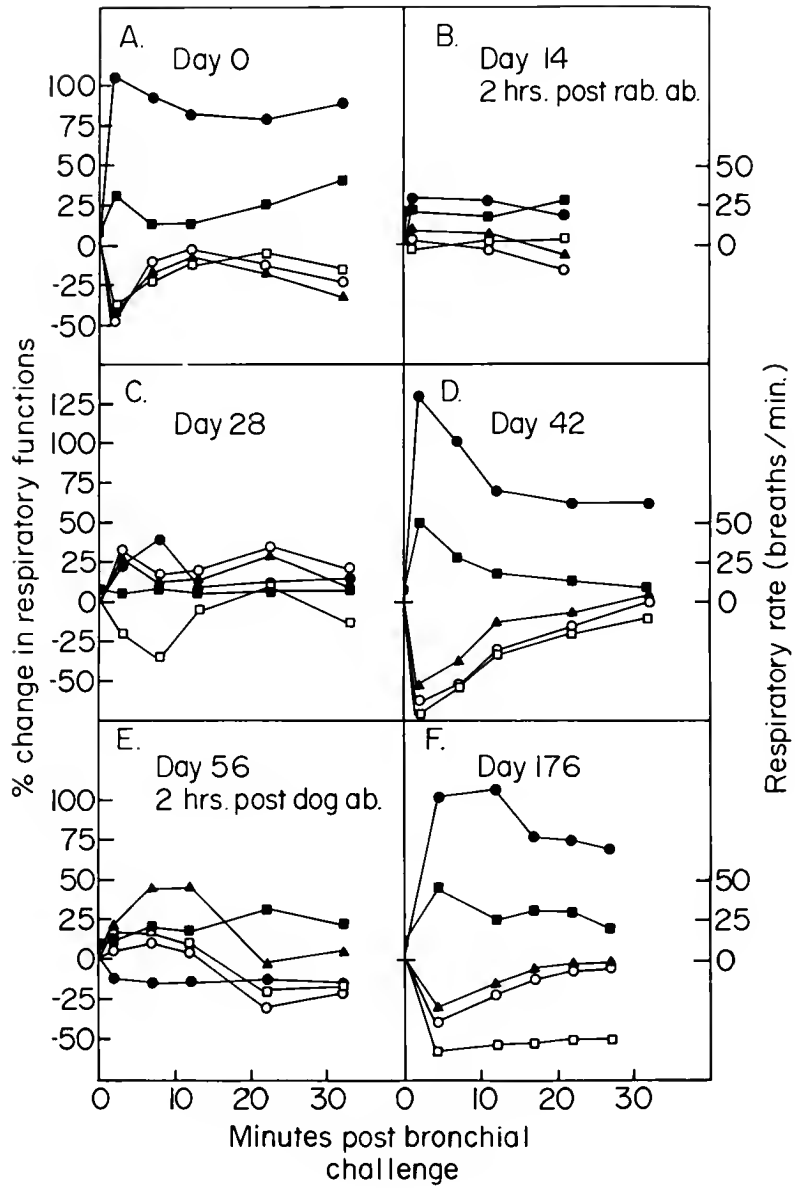 A.
Day 0
100
75
50
25
0
-25
-50
B.
Day 14
2 hrs. post rab. ab.
50
25
0
C.
Day 28
125
100
75
50
25
0
-25
-50
D.
Day 42
50
25
0
E.
Day 56
2 hrs. post dog ab.
100
75
50
25
0
-25
-50
F.
Day 176
50
25
0
% change in respiratory functions
Respiratory rate (breaths/min.)
0 10 20 30 0 10 20 30
Minutes post bronchial
challenge